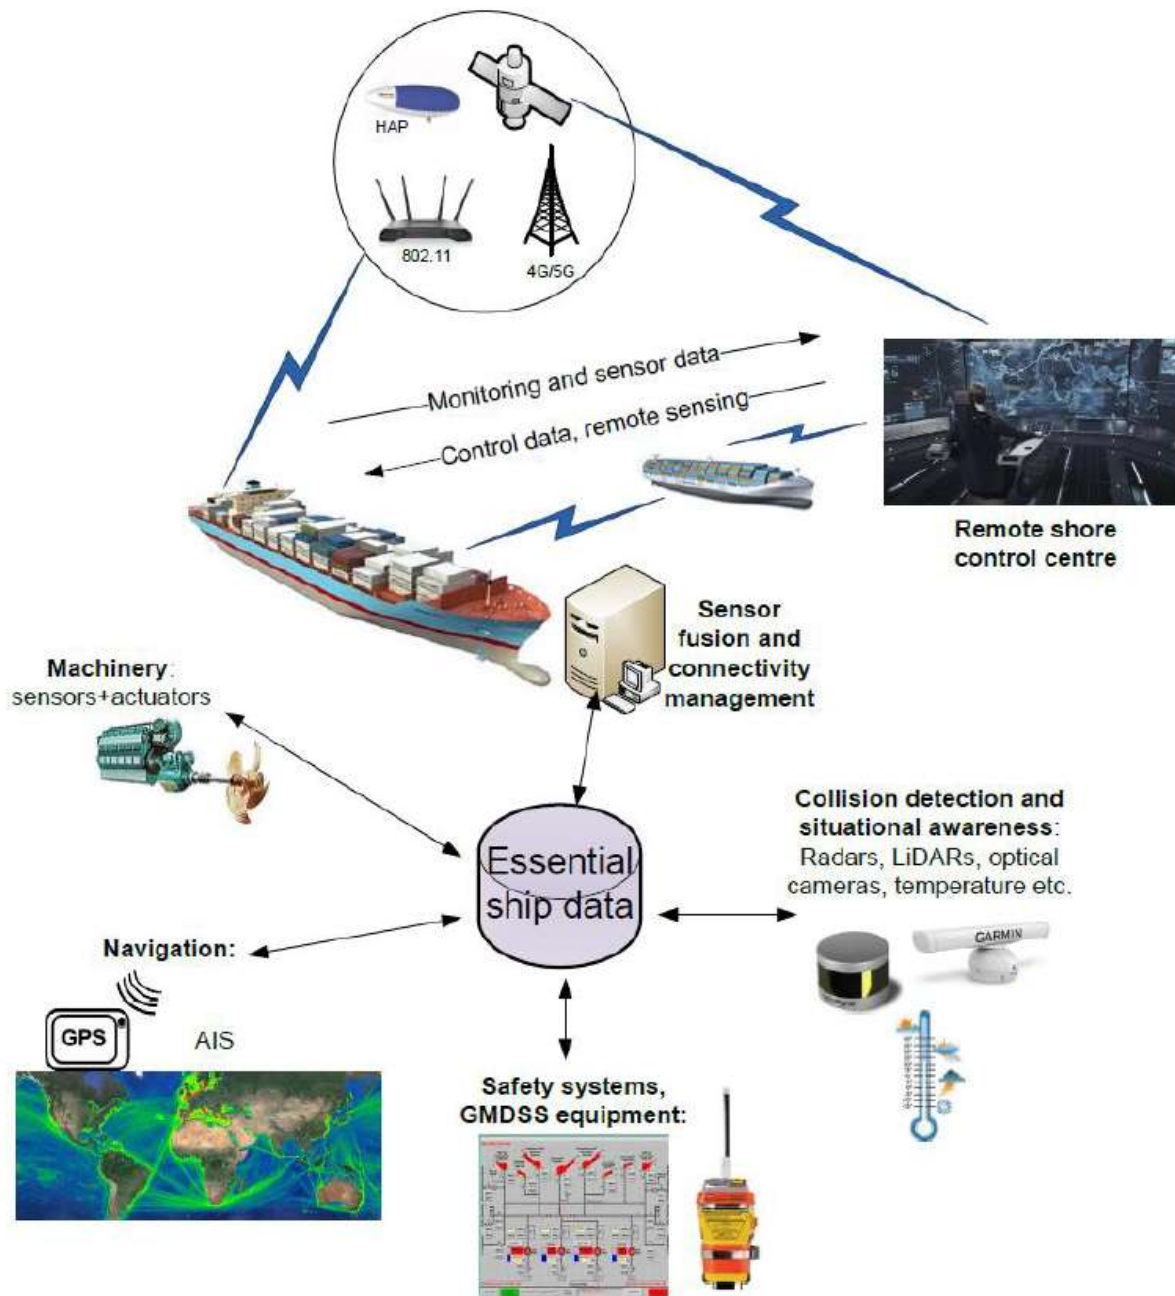 HAP
802.11
4G/5G
Monitoring and sensor data
Control data, remote sensing
Remote shore
control centre
Sensor
fusion and
connectivity
management
Machinery:
sensors+actuators
Collision detection and
situational awareness:
Radars, LiDARs, optical
cameras, temperature etc.
Essential
ship data
Navigation:
GARMIN
GPS
AIS
Safety systems,
GMDSS equipment: